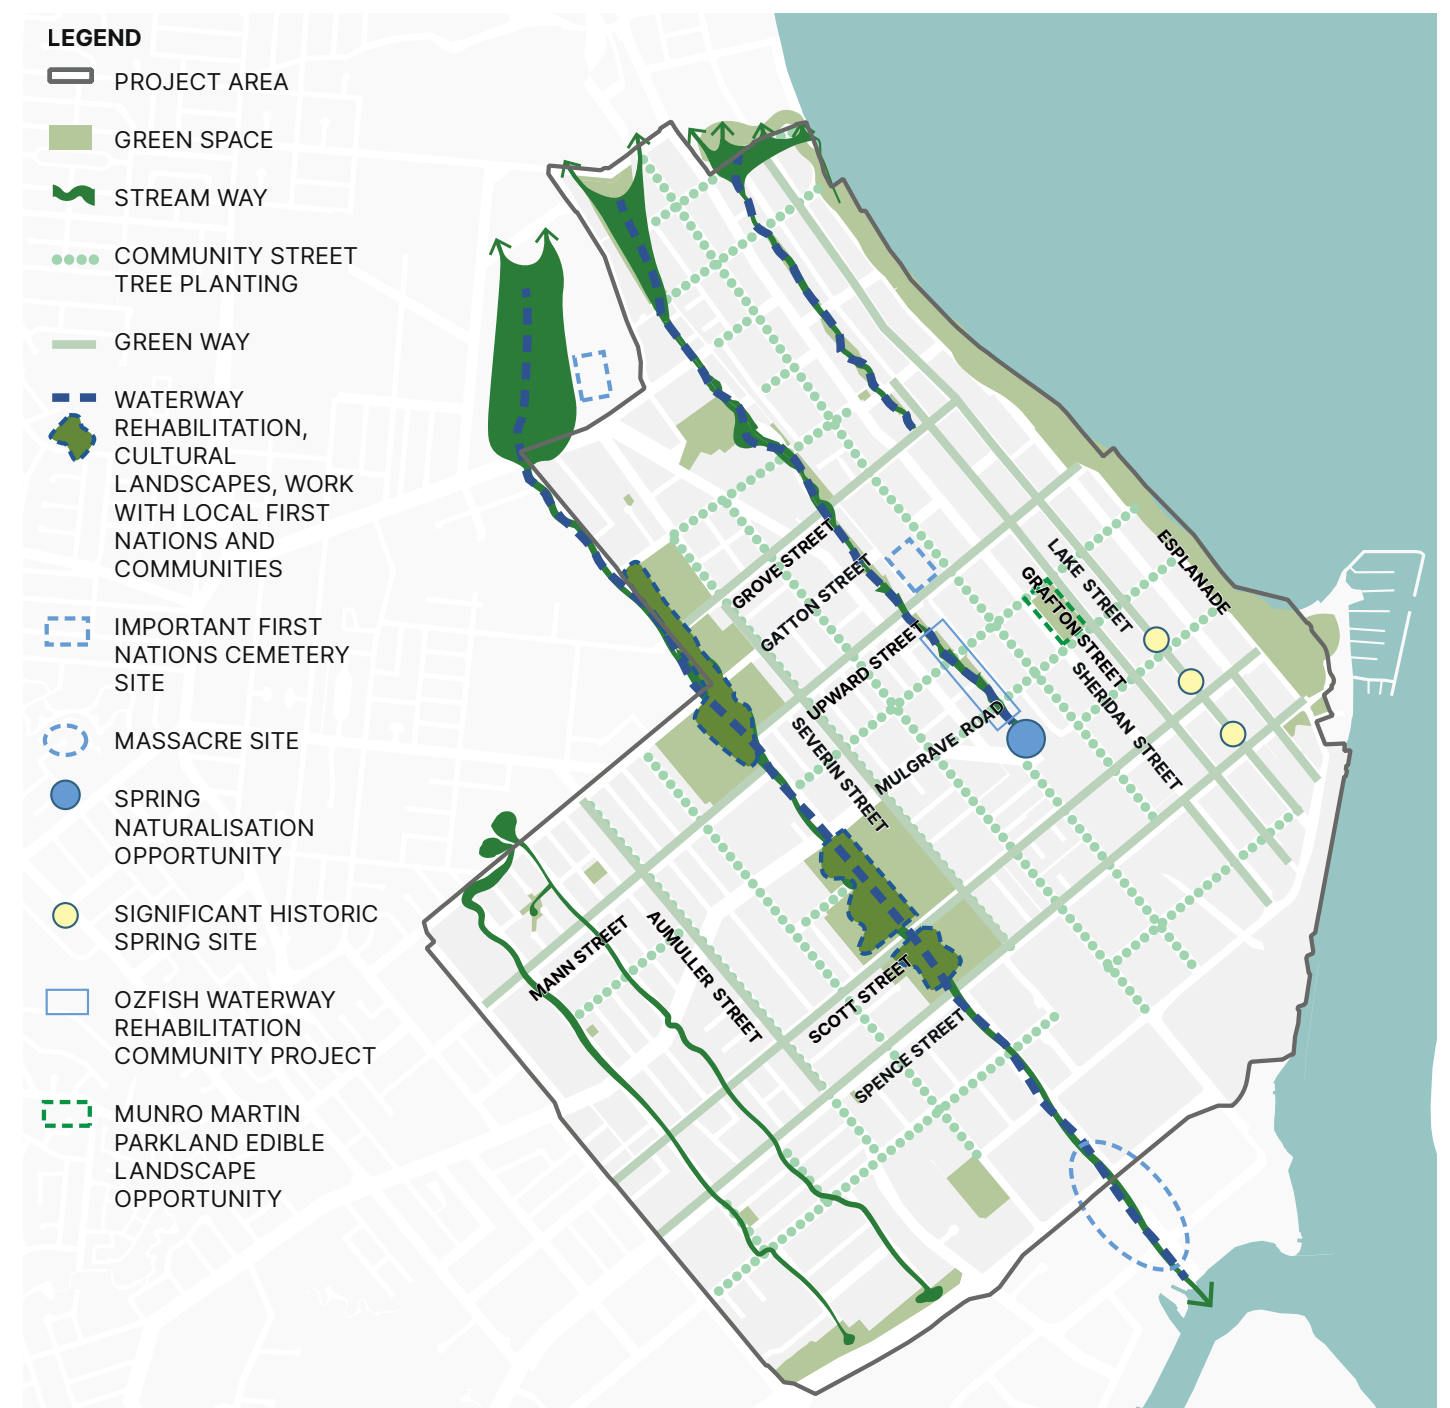 LEGEND
PROJECT AREA
GREEN SPACE
STREAM WAY
COMMUNITY STREET
TREE PLANTING
GREEN WAY
WATERWAY
REHABILITATION,
CULTURAL
LANDSCAPES, WORK
WITH LOCAL FIRST
NATIONS AND
COMMUNITIES
IMPORTANT FIRST
NATIONS CEMETERY
SITE
MASSACRE SITE
SPRING
NATURALISATION
OPPORTUNITY
SIGNIFICANT HISTORIC
SPRING SITE
OZFISH WATERWAY
REHABILITATION
COMMUNITY PROJECT
MUNRO MARTIN
PARKLAND EDIBLE
LANDSCAPE
OPPORTUNITY
GROVE STREET
GATTON STREET
UPWARD STREET
MULGRAVE ROAD
SEVERIN STREET
LAKE STREET
GRAFTON STREET
SHERIDAN STREET
ESPLANADE
MANN STREET
AUMULLER STREET
SCOTT STREET
SPENCE STREET